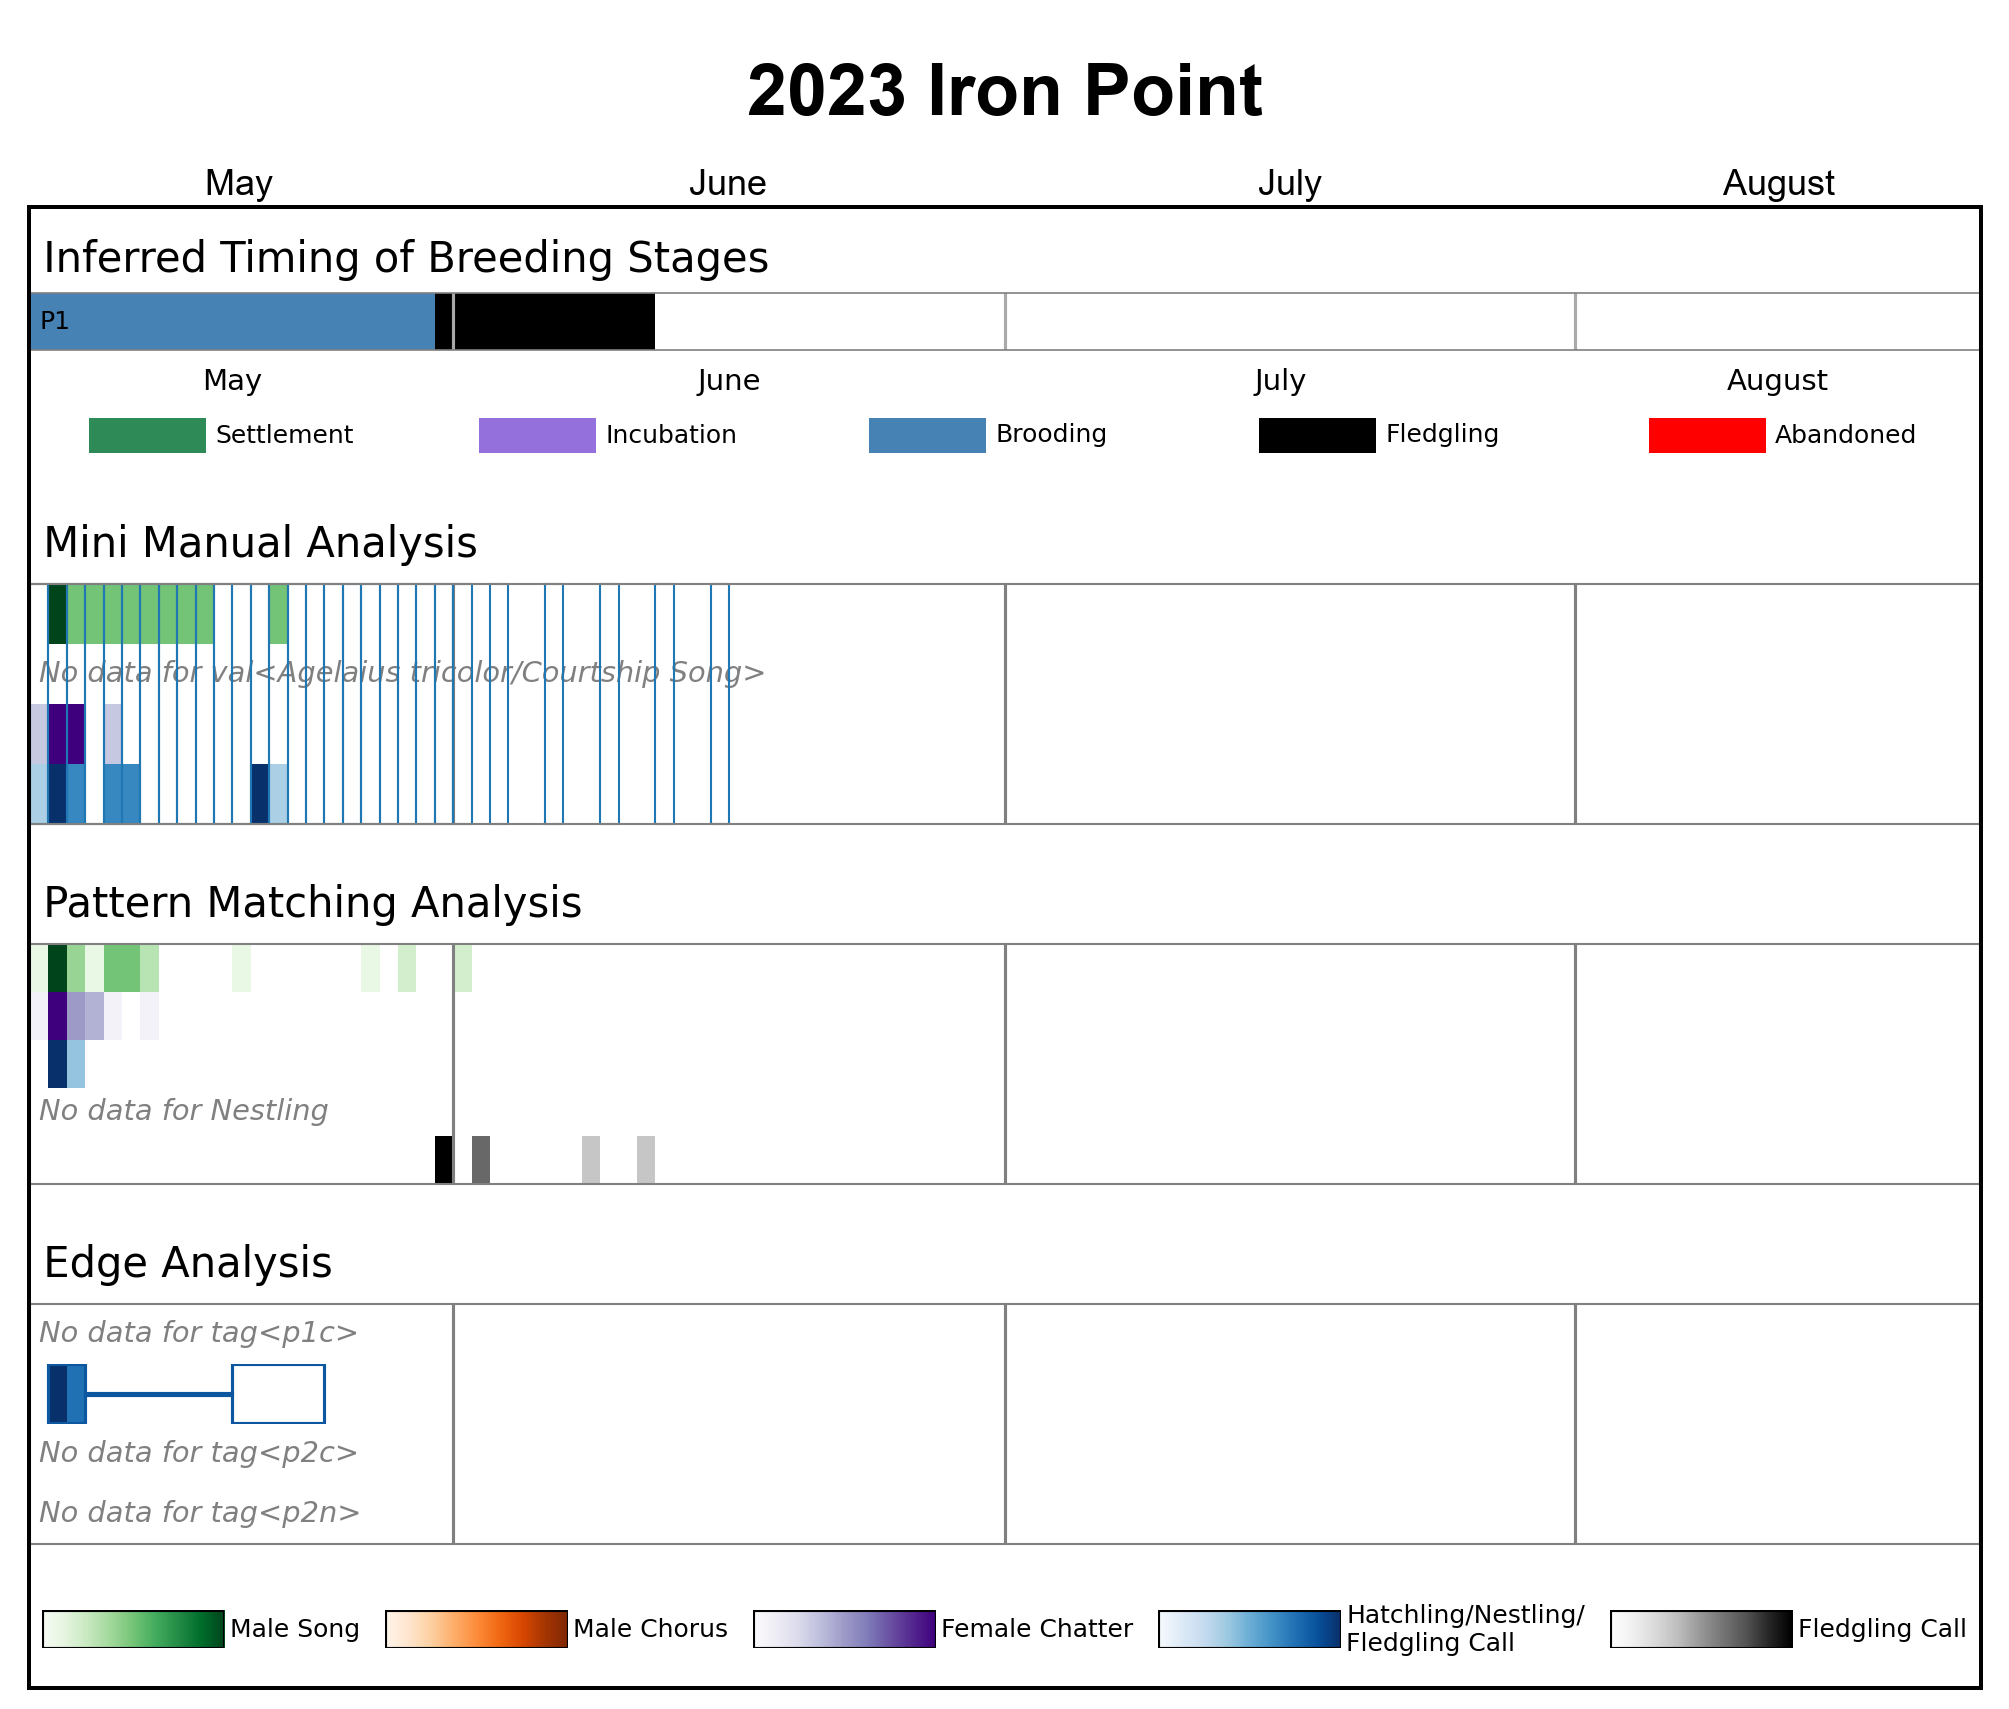 2023 Iron Point
May June July August
Inferred Timing of Breeding Stages
P1
May June July August
Settlement Incubation Brooding Fledgling Abandoned
Mini Manual Analysis
No data for val<Agelaius tricolor/Courtship Song>
Pattern Matching Analysis
No data for Nestling
Edge Analysis
No data for tag<p1c>
No data for tag<p2c>
No data for tag<p2n>
Male Song Male Chorus Female Chatter Hatchling/Nestling/
Fledgling Call Fledgling Call